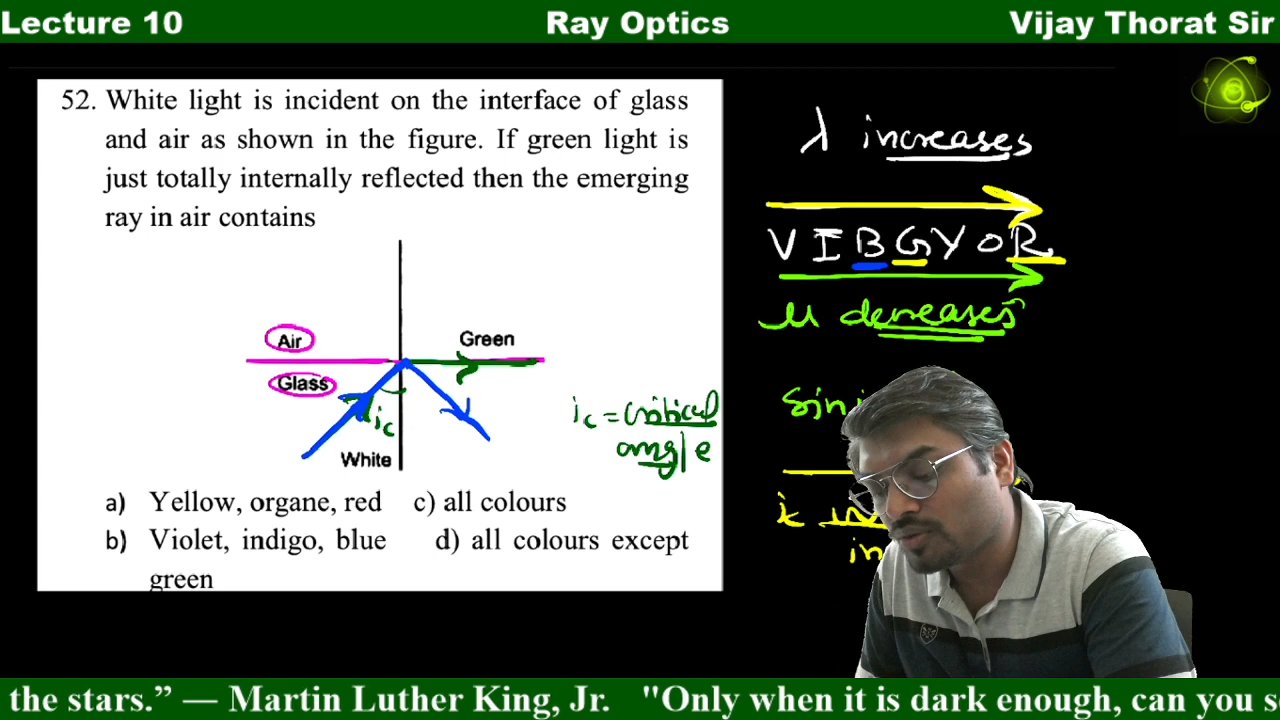 Lecture 10
Ray Optics
Vijay Thorat Sir
52. White light is incident on the interface of glass
and air as shown in the figure. If green light is
just totally internally reflected then the emerging
ray in air contains
Air
Green
Glass
ic
White
ic = critical
angle
a) Yellow, organe, red c) all colours
b) Violet, indigo, blue d) all colours except
green
λ increases
V I B G Y O R
μ decreases
sin i
in
the stars.” — Martin Luther King, Jr. "Only when it is dark enough, can you s